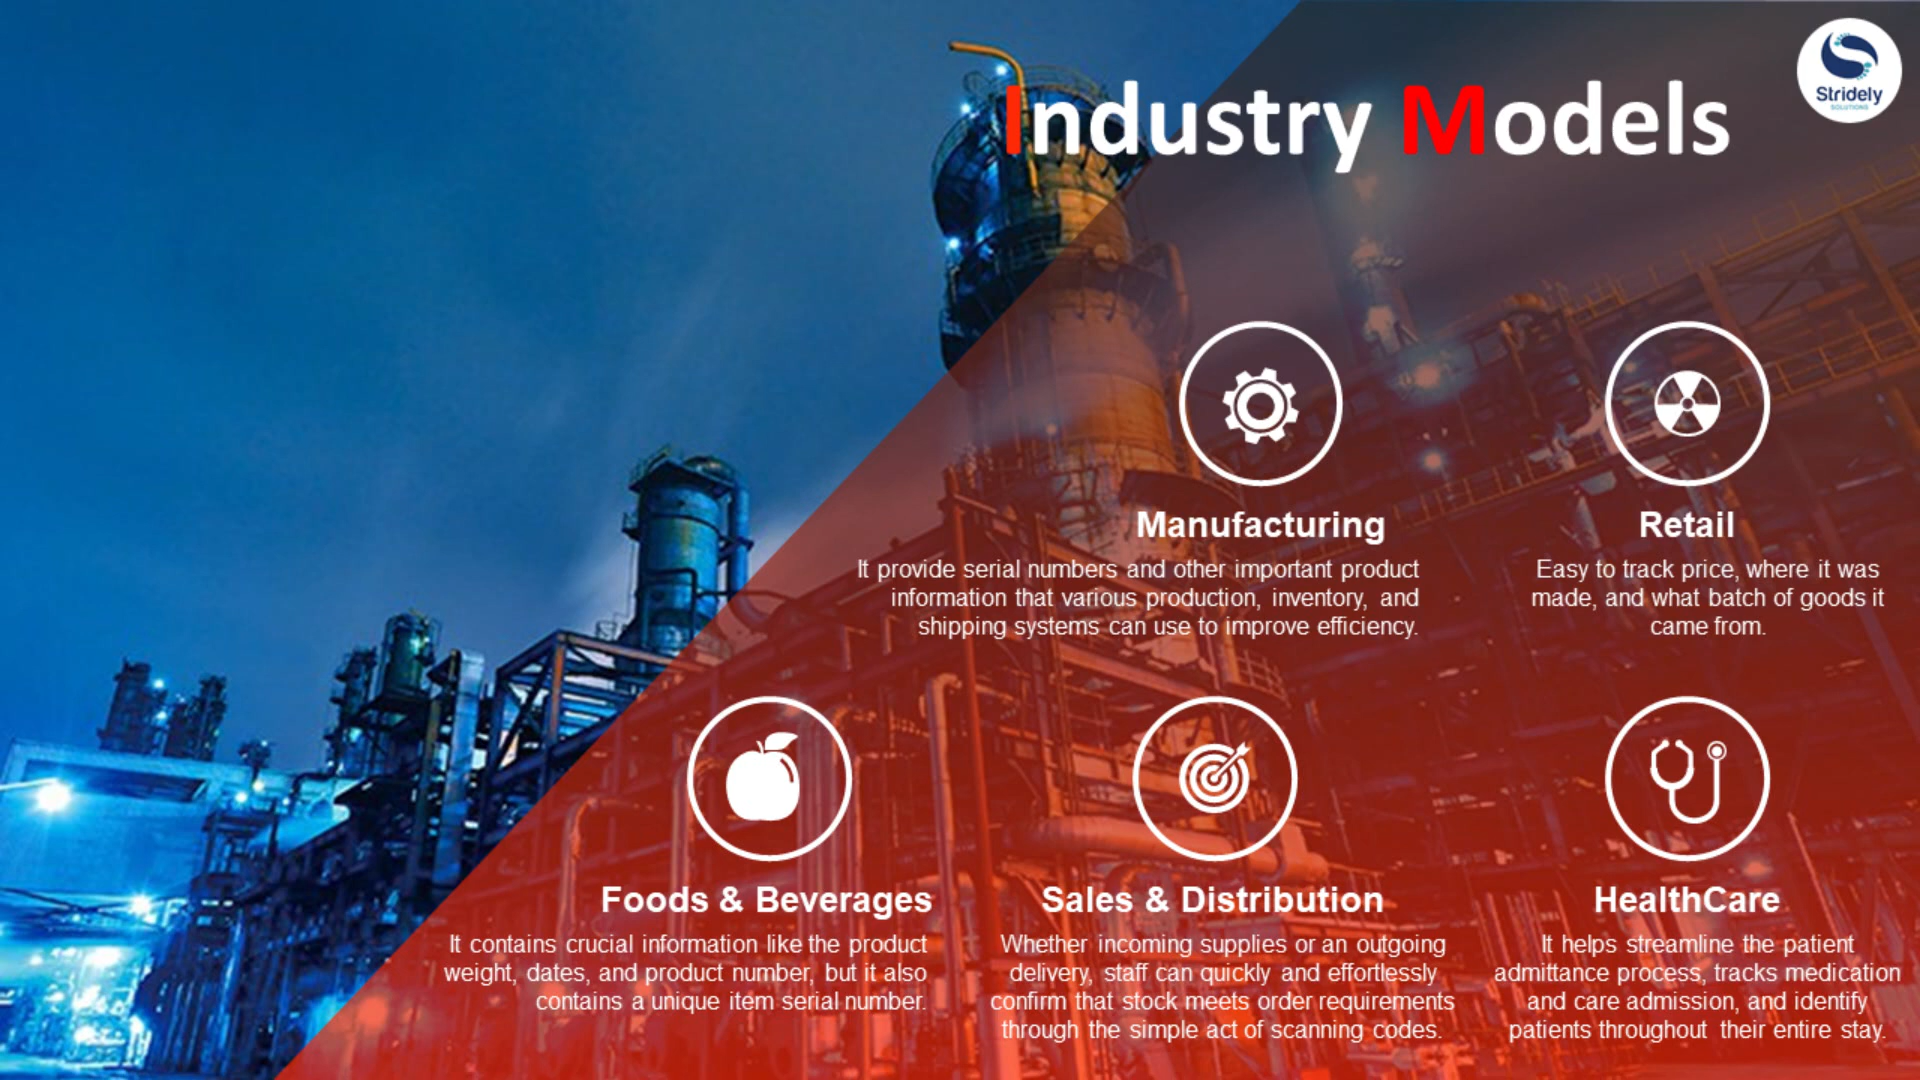 Industry Models
Stridely
SOLUTIONS
Manufacturing
It provide serial numbers and other important product
information that various production, inventory, and
shipping systems can use to improve efficiency.
Retail
Easy to track price, where it was
made, and what batch of goods it
came from.
Foods & Beverages
It contains crucial information like the product
weight, dates, and product number, but it also
contains a unique item serial number.
Sales & Distribution
Whether incoming supplies or an outgoing
delivery, staff can quickly and effortlessly
confirm that stock meets order requirements
through the simple act of scanning codes.
HealthCare
It helps streamline the patient
admittance process, tracks medication
and care admission, and identify
patients throughout their entire stay.